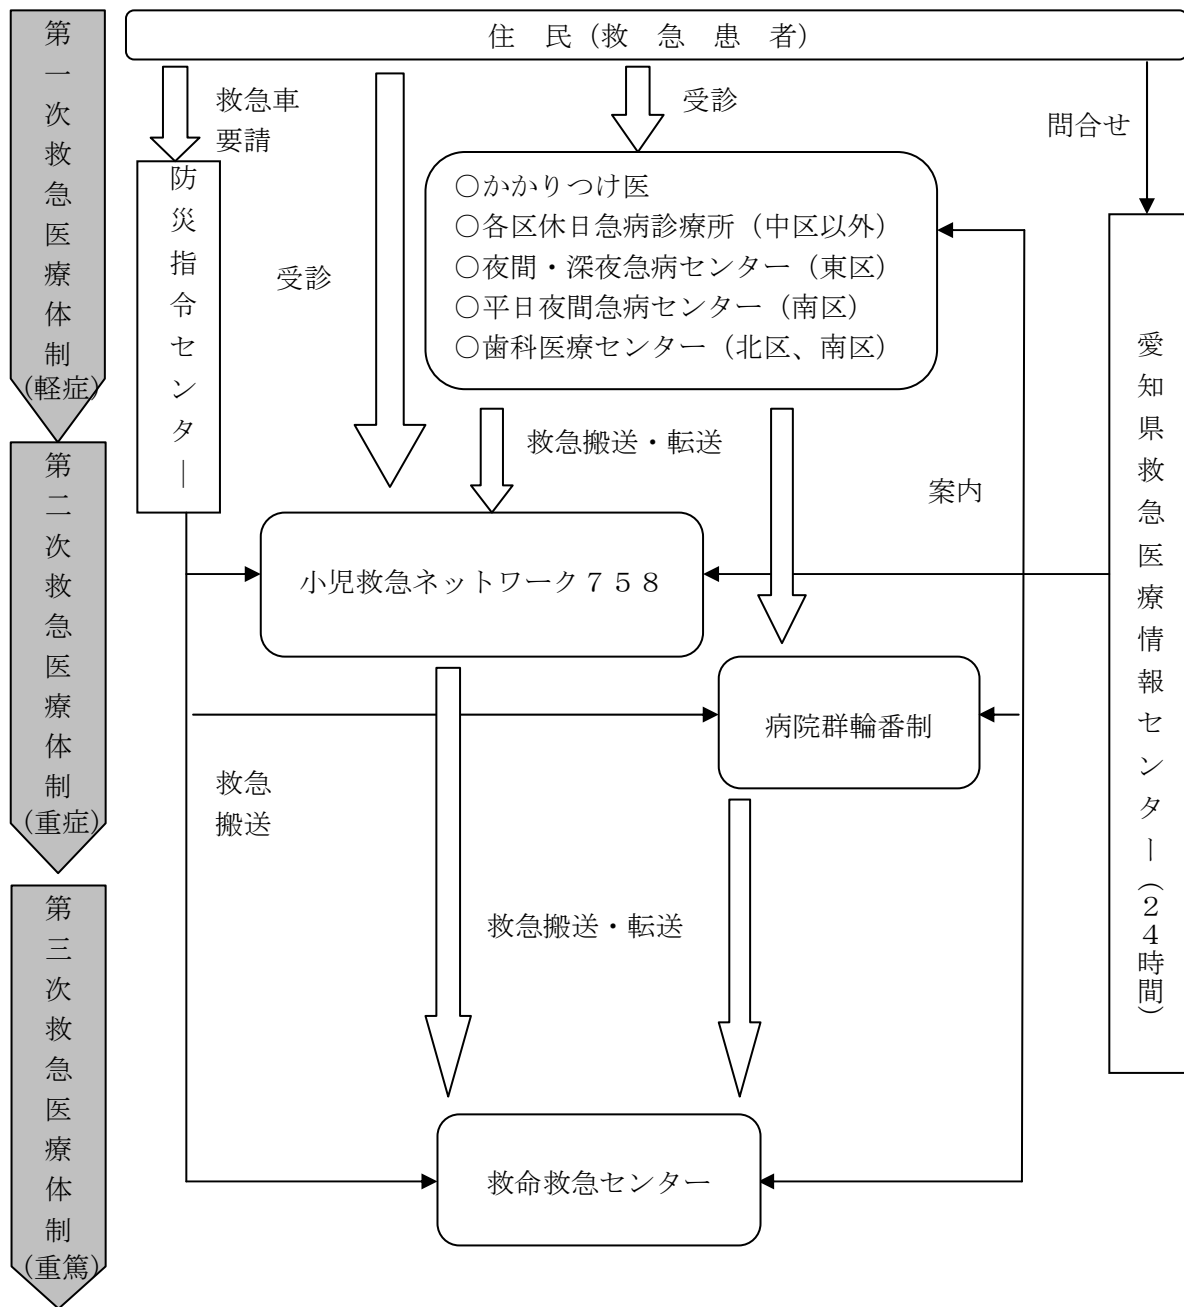 住　民（救　急　患　者）
第一次救急医療体制
（軽症）
救急車
要請
受診
受診
問合せ
防災指令センター
○かかりつけ医
○各区休日急病診療所（中区以外）
○夜間・深夜急病センター（東区）
○平日夜間急病センター（南区）
○歯科医療センター（北区、南区）
愛知県救急医療情報センター（２４時間）
救急搬送・転送
案内
第二次救急医療体制
（重症）
小児救急ネットワーク７５８
病院群輪番制
救急
搬送
救急搬送・転送
第三次救急医療体制
（重篤）
救命救急センター